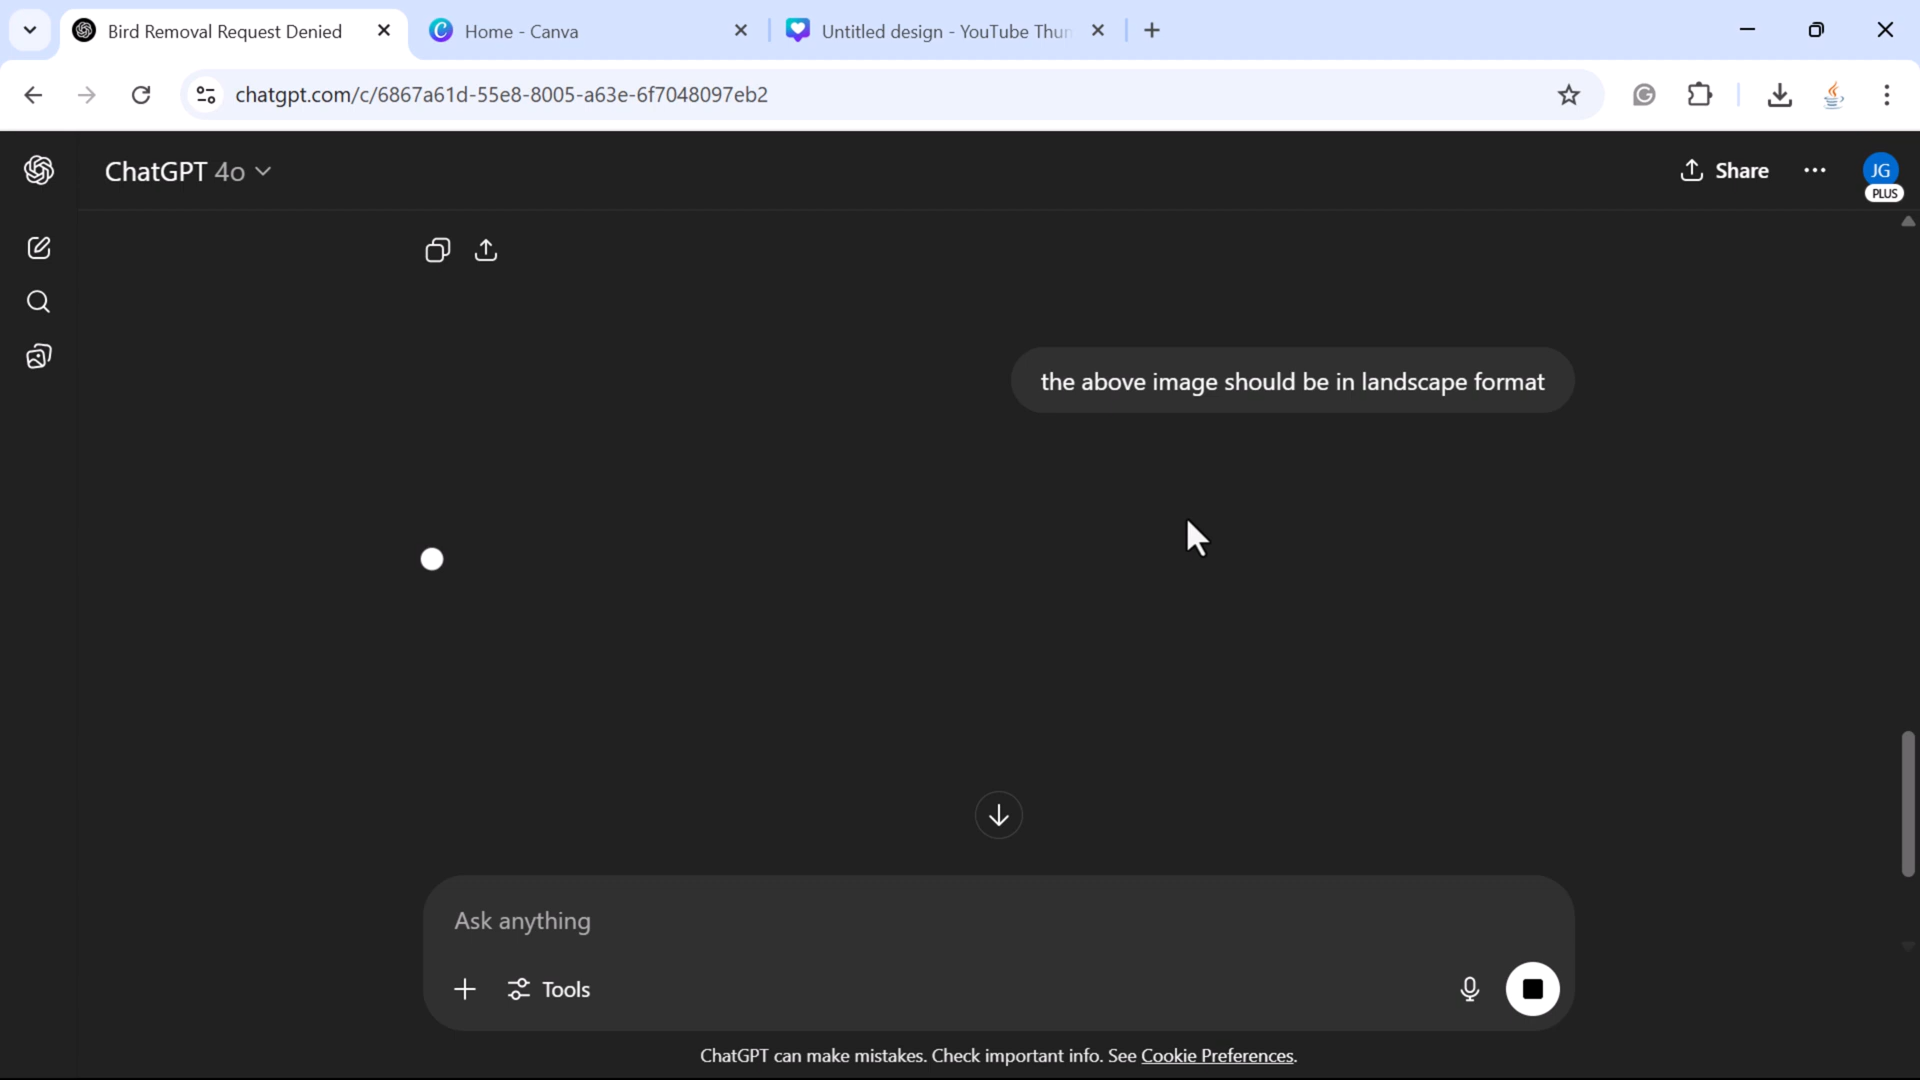 Bird Removal Request Denied
Home - Canva
Untitled design - YouTube Thun
chatgpt.com/c/6867a61d-55e8-8005-a63e-6f7048097eb2
ChatGPT 4o
Share
JG
PLUS
the above image should be in landscape format
Ask anything
Tools
ChatGPT can make mistakes. Check important info. See Cookie Preferences.